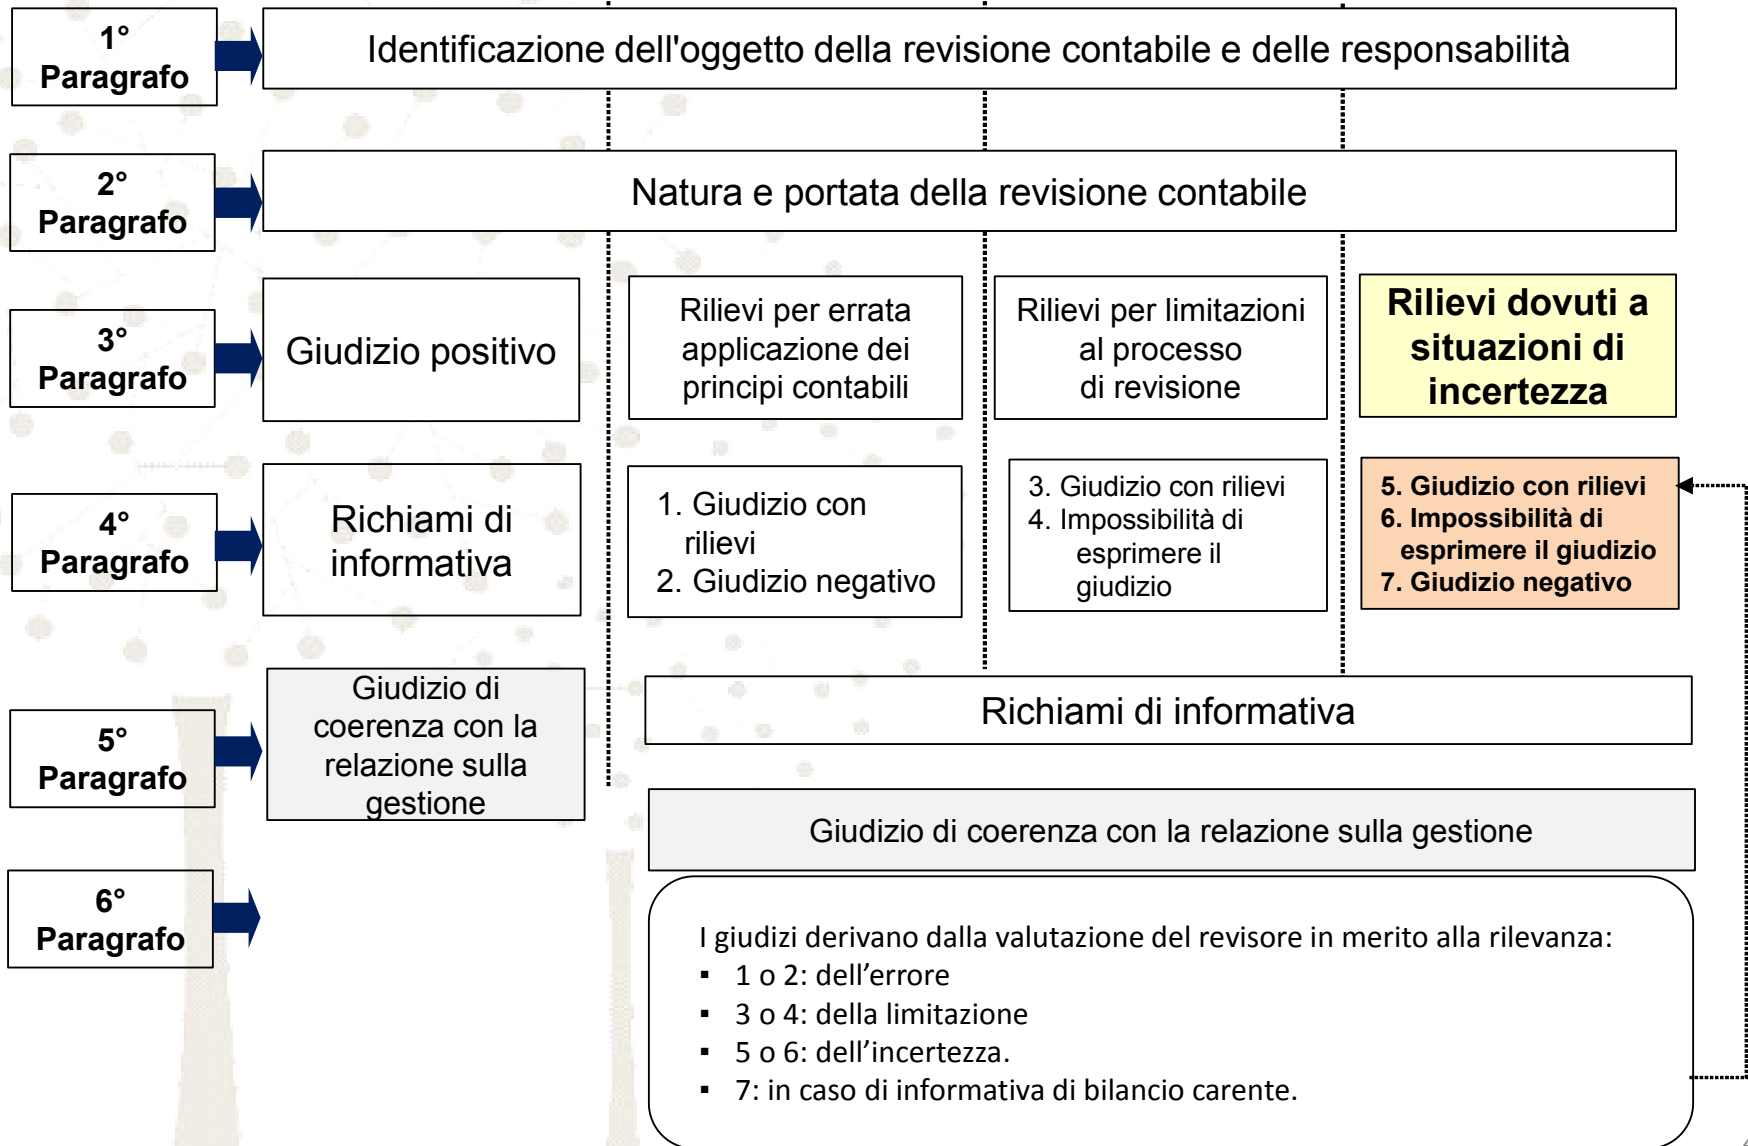 1°
Paragrafo
Identificazione dell'oggetto della revisione contabile e delle responsabilità
2°
Paragrafo
Natura e portata della revisione contabile
3°
Paragrafo
Giudizio positivo
Rilievi per errata
applicazione dei
principi contabili
Rilievi per limitazioni
al processo
di revisione
Rilievi dovuti a
situazioni di
incertezza
4°
Paragrafo
Richiami di
informativa
1. Giudizio con
rilievi
2. Giudizio negativo
3. Giudizio con rilievi
4. Impossibilità di
esprimere il
giudizio
5. Giudizio con rilievi
6. Impossibilità di
esprimere il giudizio
7. Giudizio negativo
5°
Paragrafo
Giudizio di
coerenza con la
relazione sulla
gestione
Richiami di informativa
Giudizio di coerenza con la relazione sulla gestione
6°
Paragrafo
I giudizi derivano dalla valutazione del revisore in merito alla rilevanza:
▪ 1 o 2: dell'errore
▪ 3 o 4: della limitazione
▪ 5 o 6: dell'incertezza.
▪ 7: in caso di informativa di bilancio carente.